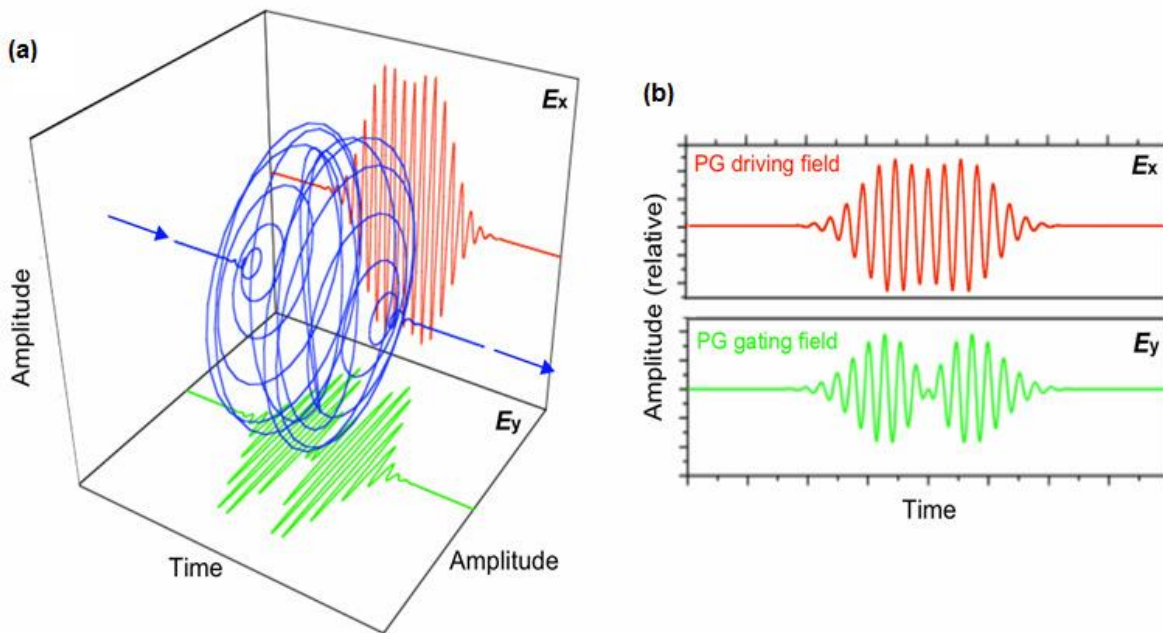 (a)
Ex
Amplitude
Ey
Time
Amplitude
(b)
PG driving field
Ex
PG gating field
Ey
Amplitude (relative)
Time